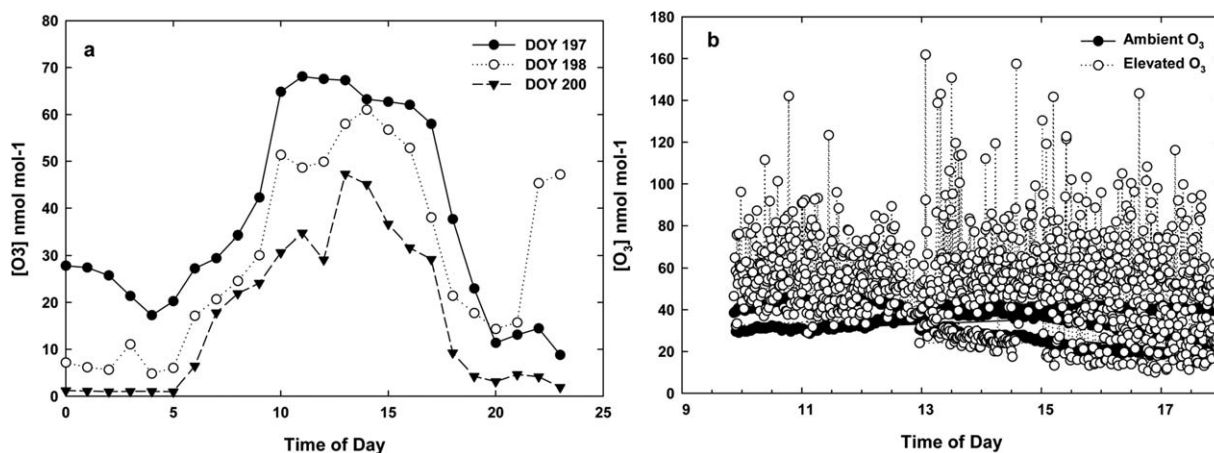 a
DOY 197
DOY 198
DOY 200
[O3] nmol mol-1
80
70
60
50
40
30
20
10
0
0 5 10 15 20 25
Time of Day
b
Ambient O₃
Elevated O₃
[O₃] nmol mol-1
180
160
140
120
100
80
60
40
20
0
9 11 13 15 17
Time of Day